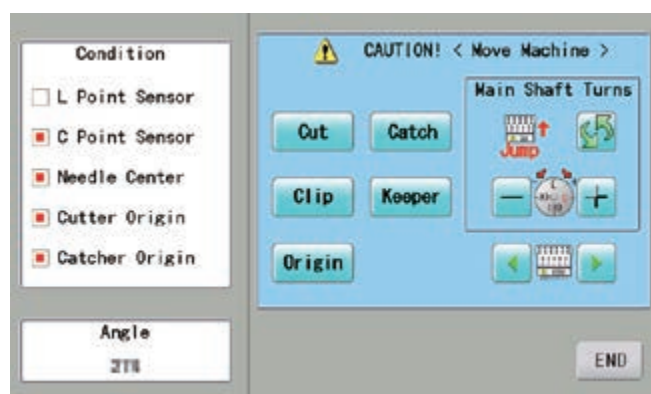 Condition
L Point Sensor
C Point Sensor
Needle Center
Cutter Origin
Catcher Origin
Angle
CAUTION! < Move Machine >
Main Shaft Turns
Cut
Catch
Jump
Clip
Keeper
Origin
END